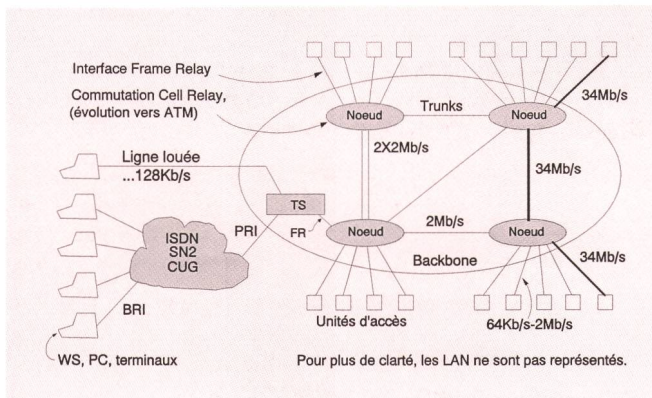 Interface Frame Relay
Commutation Cell Relay,
(évolution vers ATM)
Noeud
Trunks
Noeud
34Mb/s
Ligne louée
...128Kb/s
2X2Mb/s
34Mb/s
TS
ISDN
SN2
CUG
PRI
FR
Noeud
2Mb/s
Noeud
Backbone
34Mb/s
BRI
Unités d'accès
64Kb/s-2Mb/s
WS, PC, terminaux
Pour plus de clarté, les LAN ne sont pas représentés.